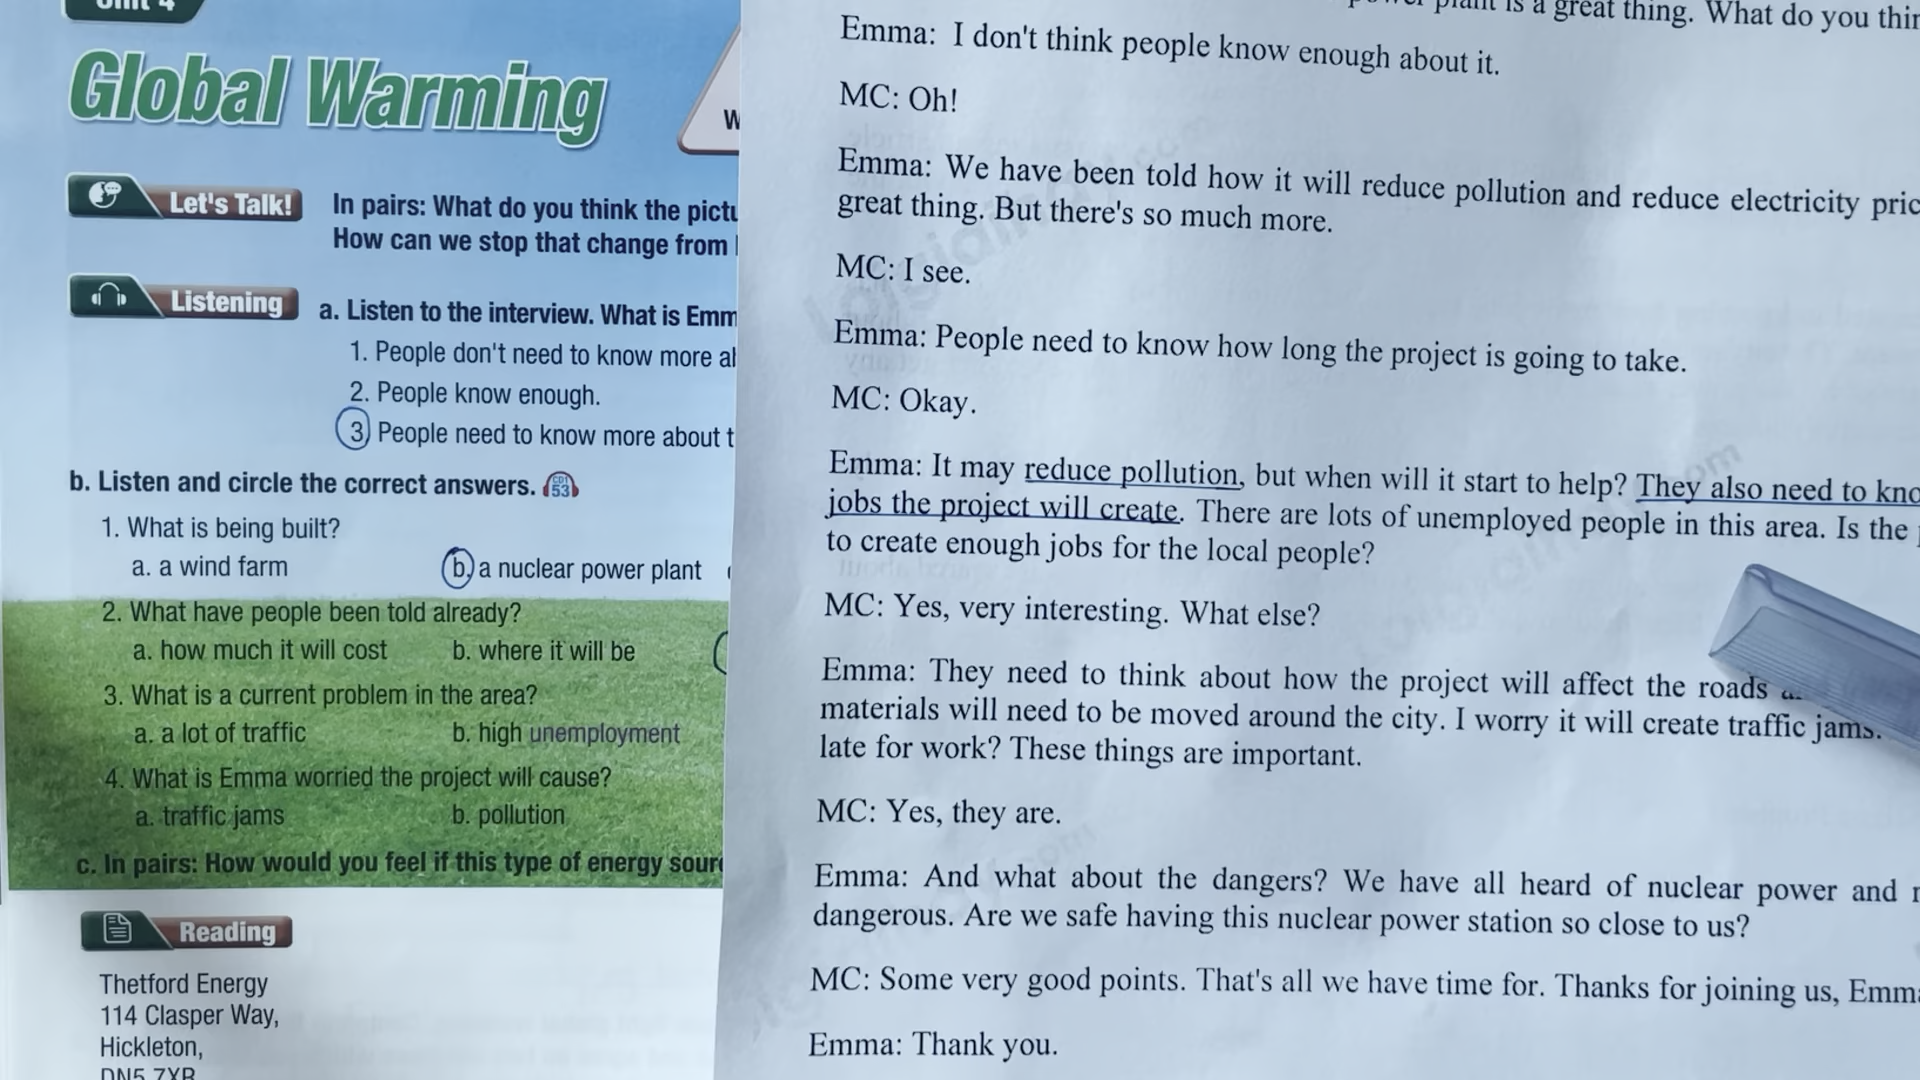 Unit 4
Global Warming
W
Let's Talk!
In pairs: What do you think the
How can we stop that change from
Listening
a. Listen to the interview. What is
1. People don't need to know more
2. People know enough.
3. People need to know more about
b. Listen and circle the correct answers.
CD1
53
1. What is being built?
a. a wind farm
b. a nuclear power plant
2. What have people been told already?
a. how much it will cost
b. where it will be
3. What is a current problem in the area?
a. a lot of traffic
b. high unemployment
4. What is Emma worried the project will cause?
a. traffic jams
b. pollution
c. In pairs: How would you feel if this type of energy
Reading
Thetford Energy
114 Clasper Way,
Hickleton,
DN5 7XR
plant is a great thing. What do you
Emma: I don't think people know enough about it.
MC: Oh!
Emma: We have been told how it will reduce pollution and reduce electricity
great thing. But there's so much more.
MC: I see.
Emma: People need to know how long the project is going to take.
MC: Okay.
Emma: It may reduce pollution, but when will it start to help? They also need to
jobs the project will create. There are lots of unemployed people in this area. Is the
to create enough jobs for the local people?
MC: Yes, very interesting. What else?
Emma: They need to think about how the project will affect the roads
materials will need to be moved around the city. I worry it will create traffic jams.
late for work? These things are important.
MC: Yes, they are.
Emma: And what about the dangers? We have all heard of nuclear power and
dangerous. Are we safe having this nuclear power station so close to us?
MC: Some very good points. That's all we have time for. Thanks for joining us,
Emma: Thank you.